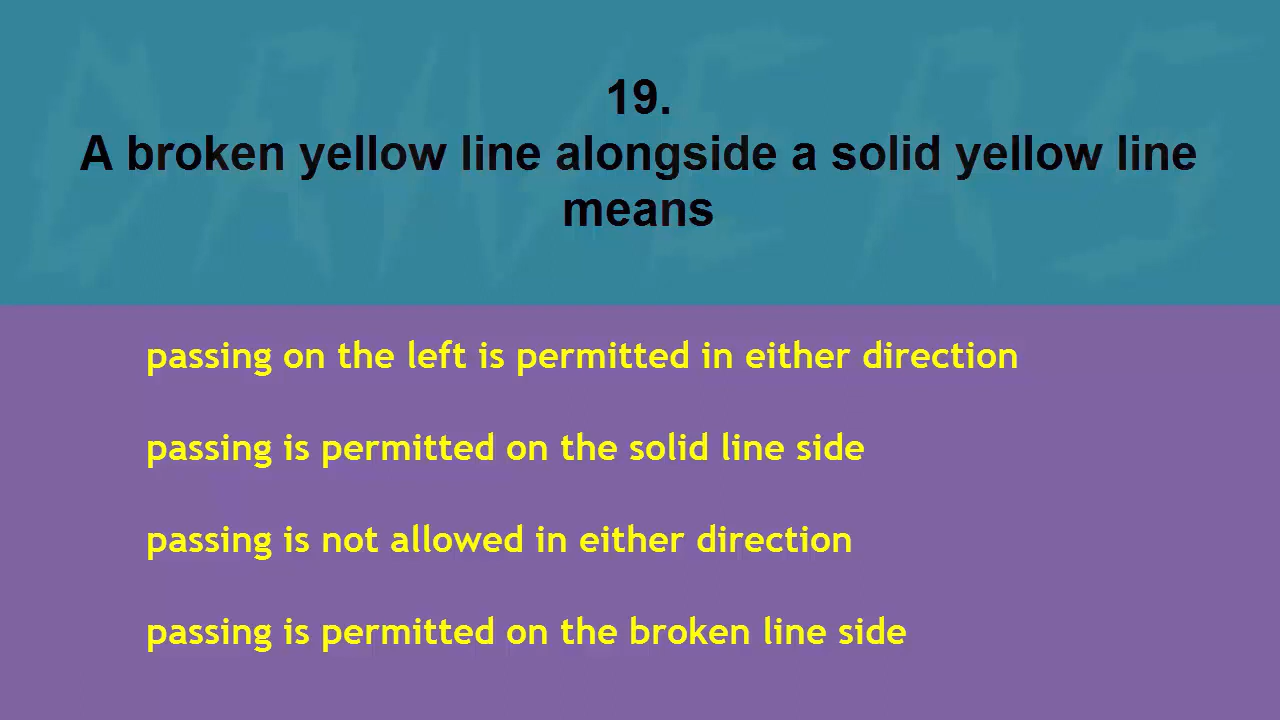 19.
A broken yellow line alongside a solid yellow line
means
passing on the left is permitted in either direction
passing is permitted on the solid line side
passing is not allowed in either direction
passing is permitted on the broken line side